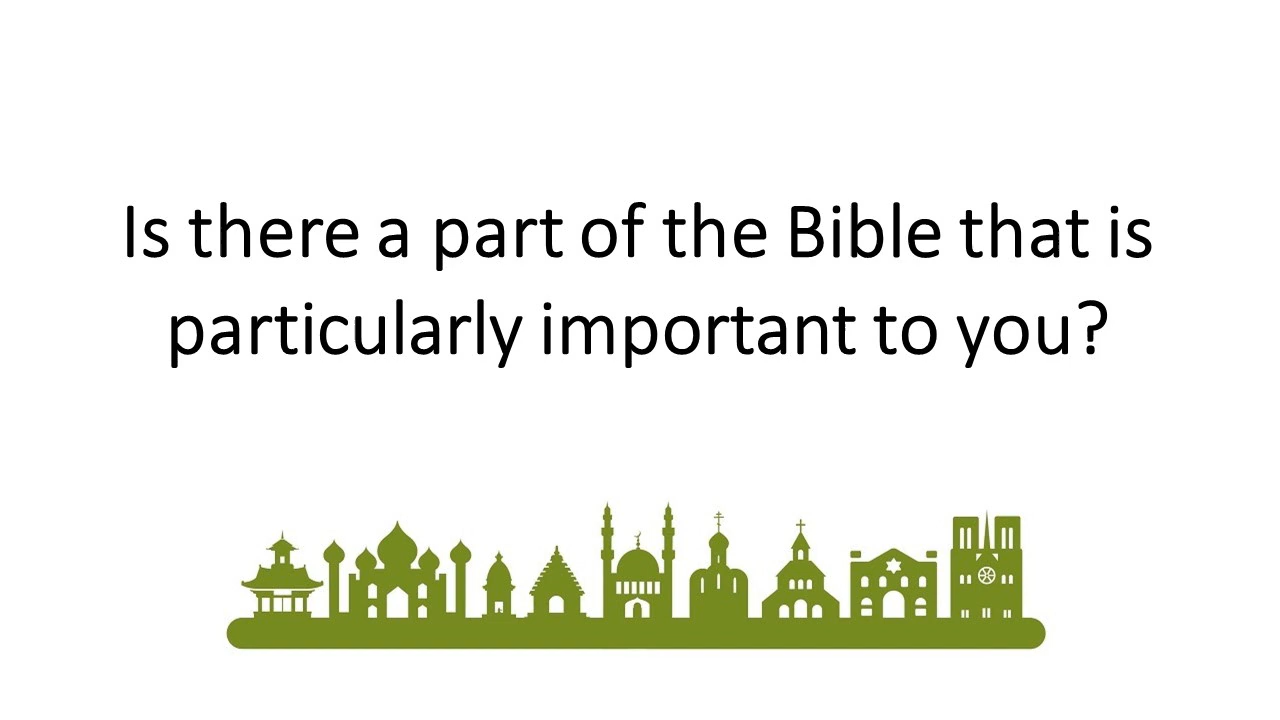 Is there a part of the Bible that is
particularly important to you?